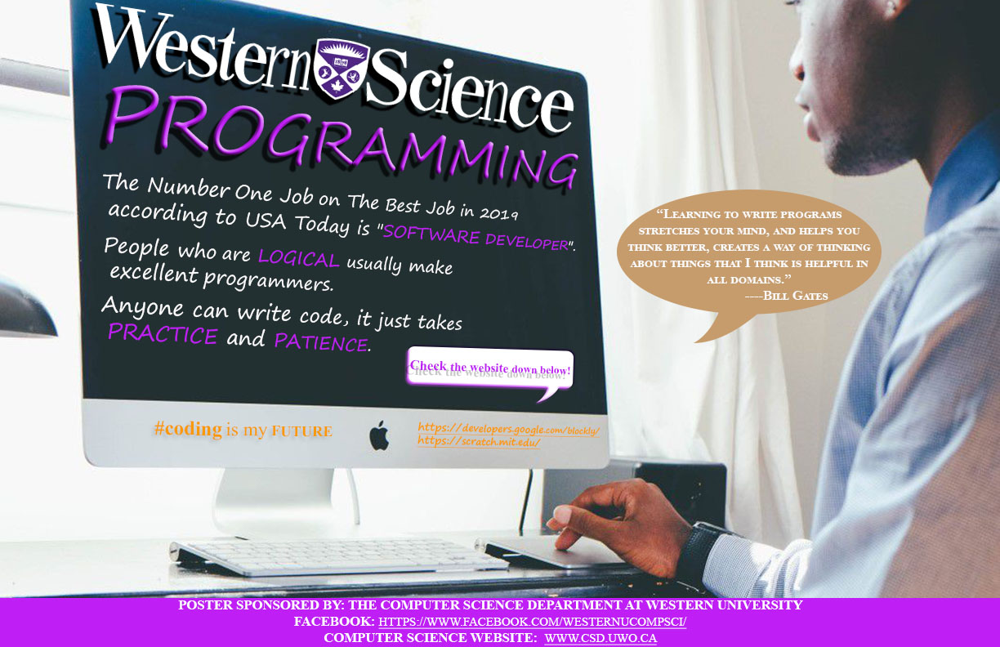 Western Science
PROGRAMMING
The Number One Job on The Best Job in 2019
according to USA Today is "SOFTWARE DEVELOPER".
People who are LOGICAL usually make
excellent programmers.
Anyone can write code, it just takes
PRACTICE and PATIENCE.
Check the website down below!
#coding is my FUTURE
https://developers.google.com/blockly/
https://scratch.mit.edu/
“Learning to write programs
stretches your mind, and helps you
think better, creates a way of thinking
about things that I think is helpful in
all domains.”
----Bill Gates
POSTER SPONSORED BY: THE COMPUTER SCIENCE DEPARTMENT AT WESTERN UNIVERSITY
FACEBOOK: HTTPS://WWW.FACEBOOK.COM/WESTERNUCOMPSCI/
COMPUTER SCIENCE WEBSITE: WWW.CSD.UWO.CA